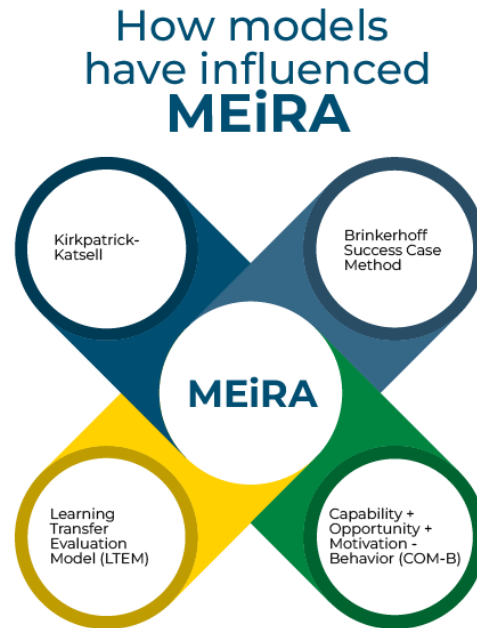 How models
have influenced
MEiRA
Kirkpatrick-
Katsell
Brinkerhoff
Success Case
Method
MEiRA
Learning
Transfer
Evaluation
Model (LTEM)
Capability +
Opportunity +
Motivation -
Behavior (COM-B)